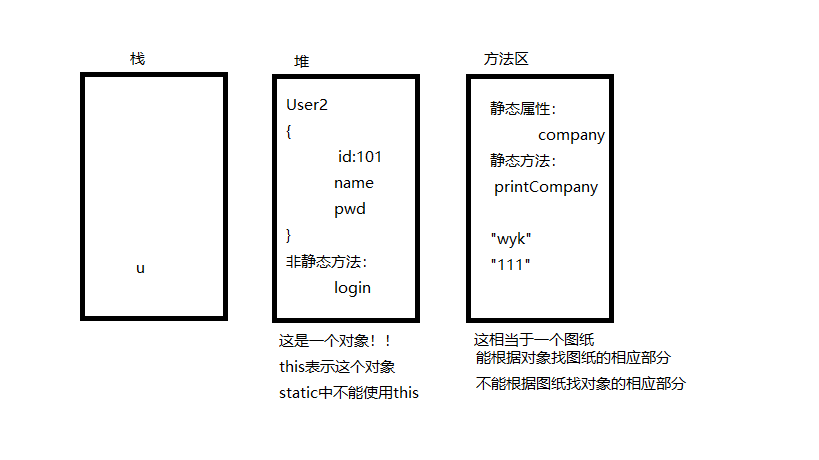 栈
u
堆
User2
{
id:101
name
pwd
}
非静态方法：
login
这是一个对象！！
this表示这个对象
static中不能使用this
方法区
静态属性：
company
静态方法：
printCompany
"wyk"
"111"
这相当于一个图纸
能根据对象找图纸的相应部分
不能根据图纸找对象的相应部分